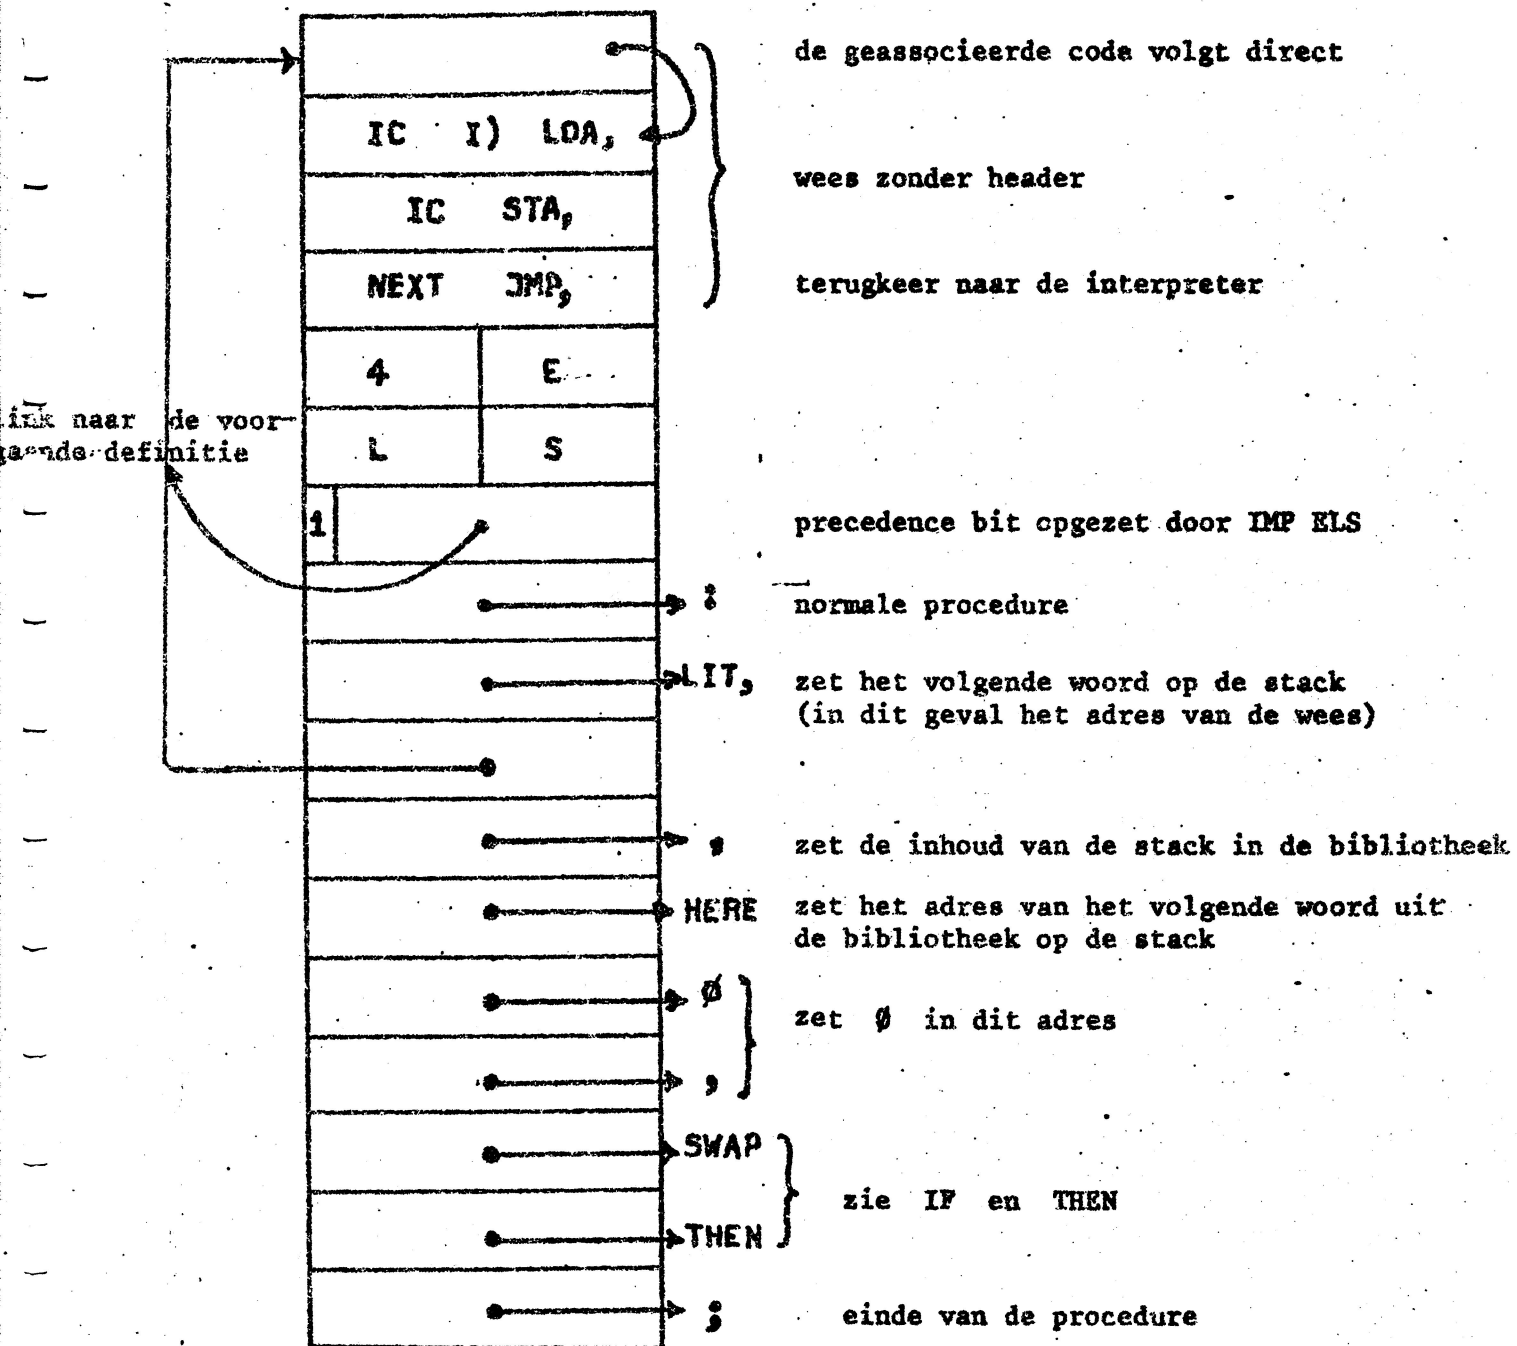 de geassocieerde code volgt direct
IC I) LDA,
wees zonder header
IC STA,
NEXT JMP, terugkeer naar de interpreter
4 E
ink naar de voor-
L S
gaande definitie
1 precedence bit opgezet door IMP ELS
: normale procedure
LIT, zet het volgende woord op de stack
(in dit geval het adres van de wees)
, zet de inhoud van de stack in de bibliotheek
HERE zet het adres van het volgende woord uit
de bibliotheek op de stack
Ø
zet Ø in dit adres
,
SWAP
zie IF en THEN
THEN
; einde van de procedure